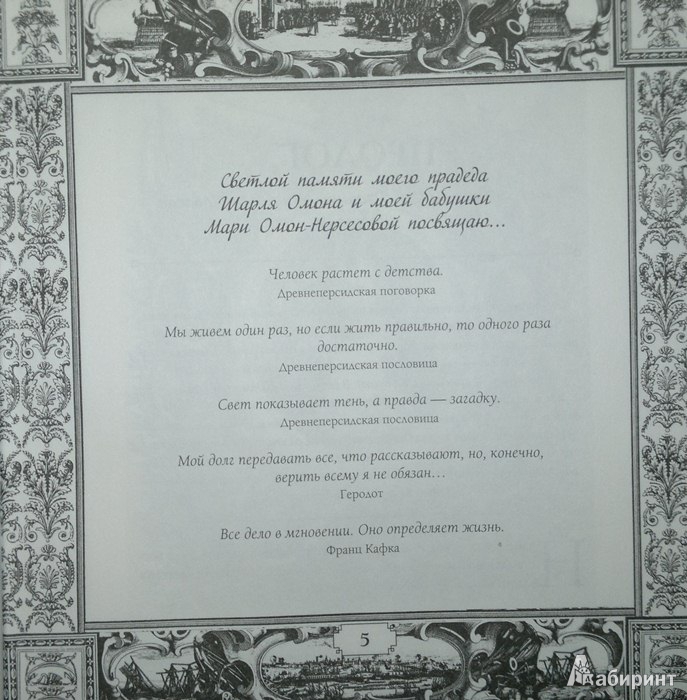 Светлой памяти моего прадеда
Шарля Омона и моей бабушки
Мари Омон-Нерсесовой посвящаю...
Человек растет с детства.
Древнеперсидская поговорка
Мы живем один раз, но если жить правильно, то одного раза
достаточно.
Древнеперсидская пословица
Свет показывает тень, а правда — загадку.
Древнеперсидская пословица
Мой долг передавать все, что рассказывают, но, конечно,
верить всему я не обязан...
Геродот
Все дело в мгновении. Оно определяет жизнь.
Франц Кафка
5
Лабиринт